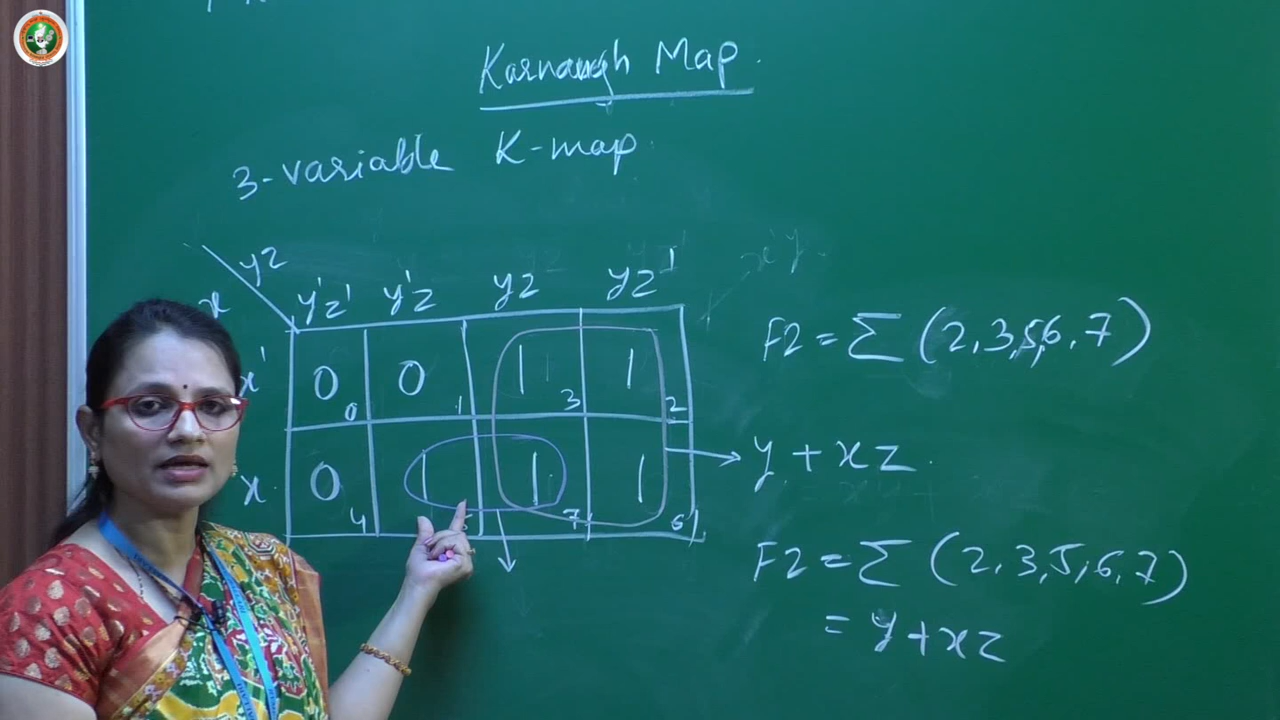 Karnaugh Map.
3-variable K-map.
yz
x
y'z' y'z yz yz'
x' 0 0 1 1
0 1 3 2
x 0 1 1 1
4 5 7 6
F2 = Σ (2,3,5,6,7)
y + xz.
F2 = Σ (2,3,5,6,7)
= y+xz